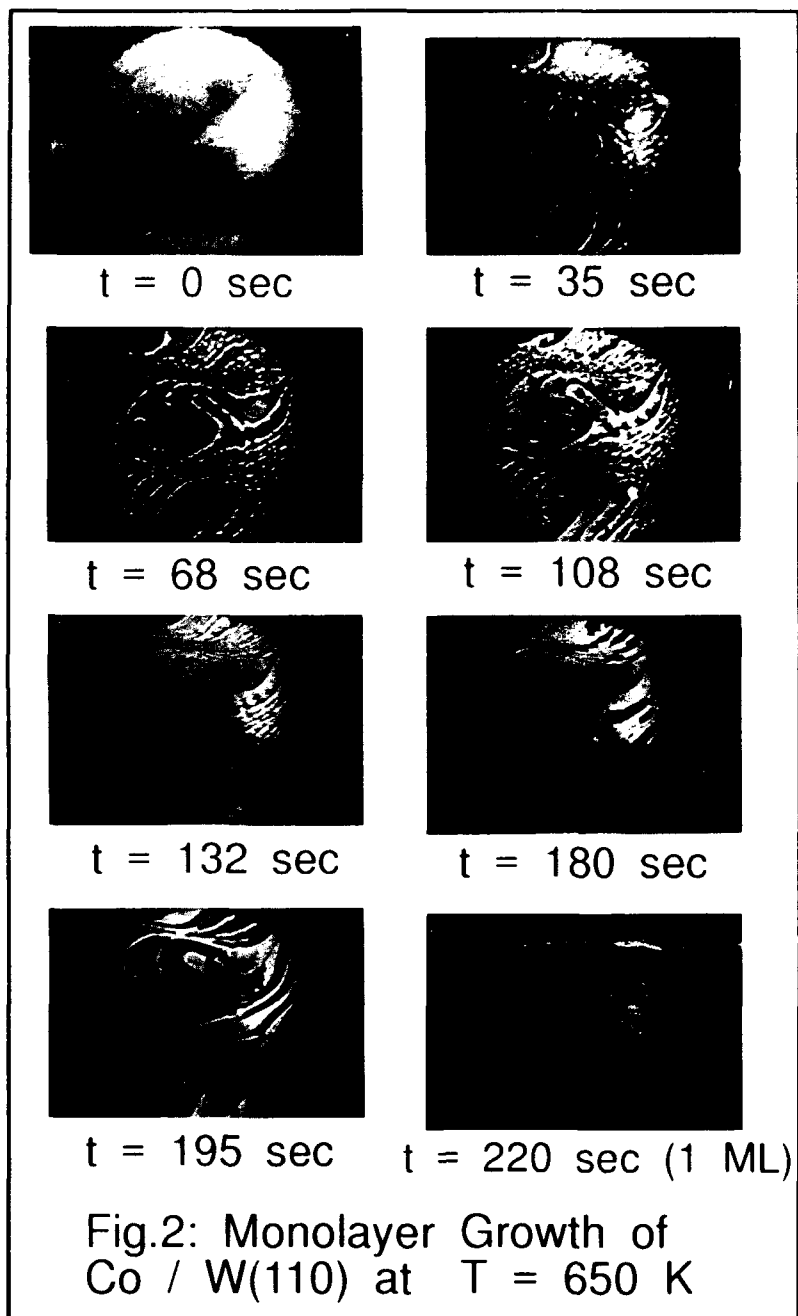 t = 0 sec
t = 35 sec
t = 68 sec
t = 108 sec
t = 132 sec
t = 180 sec
t = 195 sec
t = 220 sec (1 ML)
Fig.2: Monolayer Growth of
Co / W(110) at T = 650 K